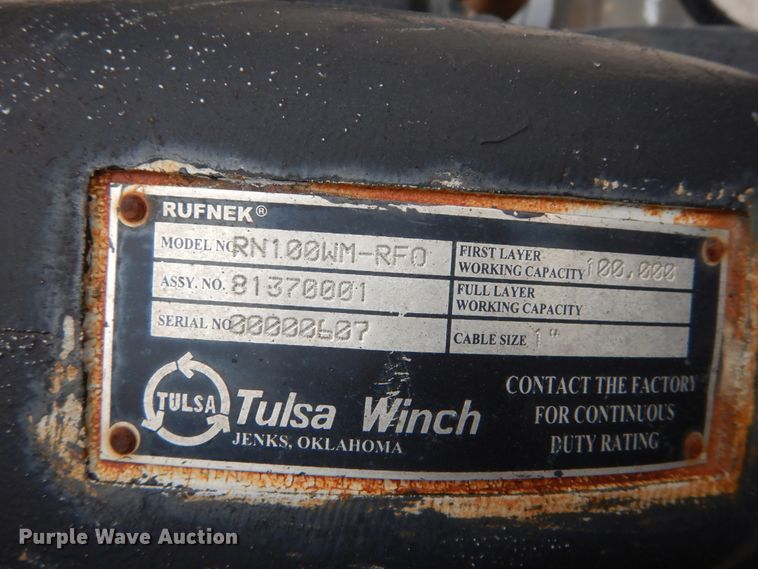 RUFNEK®
MODEL NO RN100WM-RFO
ASSY. NO. 81370001
SERIAL NO 00000607
FIRST LAYER
WORKING CAPACITY 100,000
FULL LAYER
WORKING CAPACITY
CABLE SIZE 1"
TULSA
Tulsa Winch
JENKS, OKLAHOMA
CONTACT THE FACTORY
FOR CONTINUOUS
DUTY RATING
Purple Wave Auction